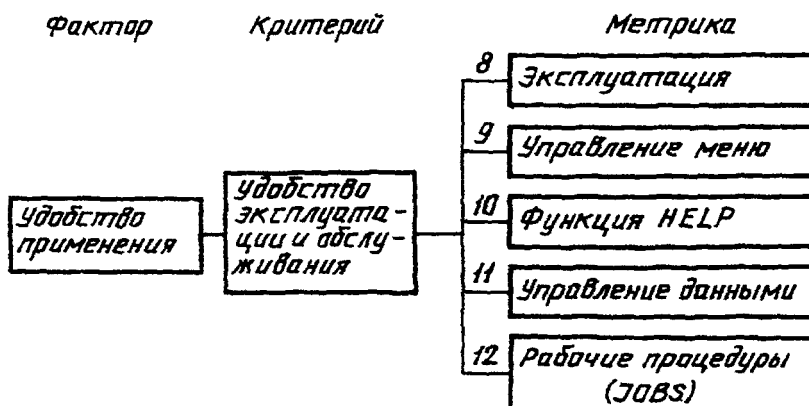 Фактор Критерий Метрика
8 Эксплуатация
9 Управление меню
Удобство
применения
Удобство
эксплуата-
ции и обслу-
живания
10 Функция HELP
11 Управление данными
12 Рабочие процедуры
(JOBS)